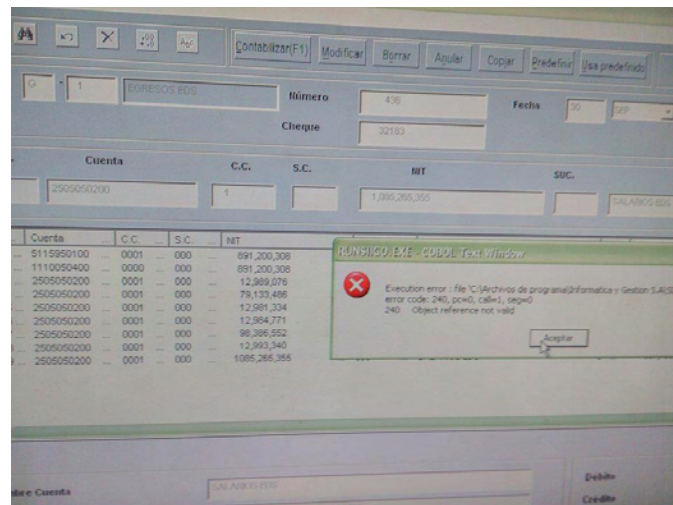 Contabilizar(F1) Modificar Borrar Anular Copiar Predefinir Usa predefinido
G - 1 EGRESOS EDS Número 436 Fecha 30 SEP
Cheque 32183
Cuenta C.C. S.C. NIT SUC.
2505050200 1 1,085,265,355 SALARIOS EDS
Cuenta ... C.C. ... S.C. ... NIT
5115950100 ... 0001 ... 000 ... 891,200,308
1110050400 ... 0000 ... 000 ... 891,200,308
2505050200 ... 0001 ... 000 ... 12,989,076
2505050200 ... 0001 ... 000 ... 79,133,486
2505050200 ... 0001 ... 000 ... 12,981,334
2505050200 ... 0001 ... 000 ... 12,984,771
2505050200 ... 0001 ... 000 ... 98,386,552
2505050200 ... 0001 ... 000 ... 12,993,340
2505050200 ... 0001 ... 000 ... 1085,265,355
RUNSIIGO.EXE - COBOL Text Window
Execution error : file 'C:\Archivos de programa\Informatica y Gestion S.A\SI
error code: 240, pc=0, call=1, seg=0
240 Object reference not valid
Aceptar
bre Cuenta SALARIOS EDS Debito
Crédito